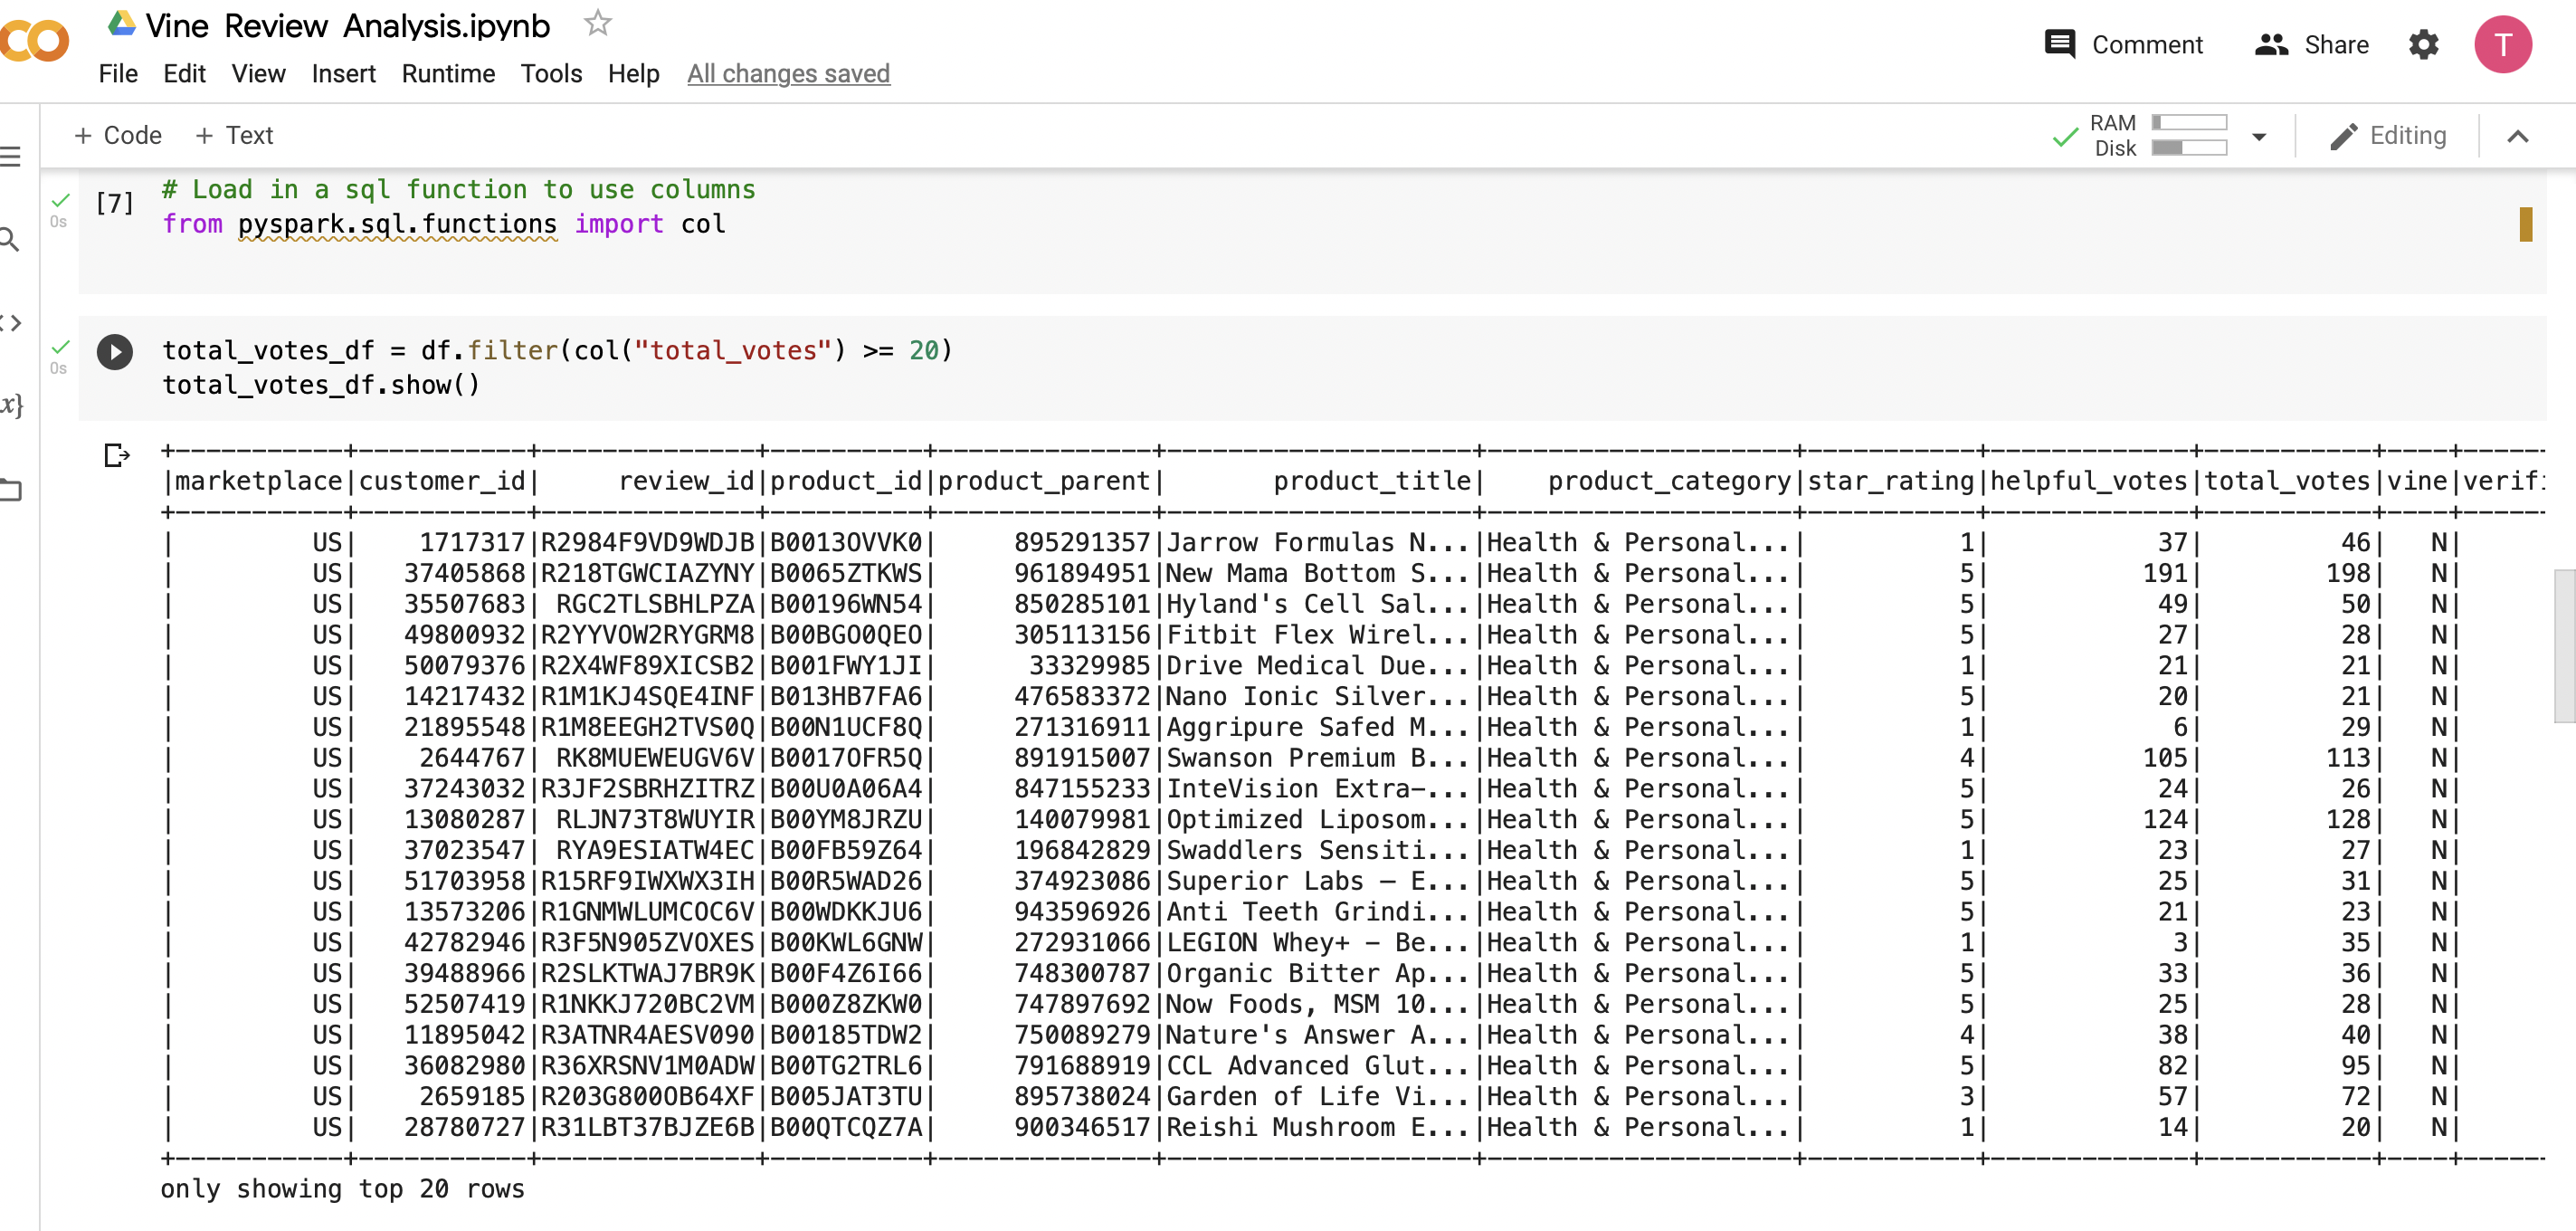 Vine Review Analysis.ipynb
Comment Share T
File Edit View Insert Runtime Tools Help All changes saved
+ Code + Text
RAM
Disk
Editing
[7] # Load in a sql function to use columns
0s
from pyspark.sql.functions import col
total_votes_df = df.filter(col("total_votes") >= 20)
0s
total_votes_df.show()
|marketplace|customer_id| review_id|product_id|product_parent| product_title| product_category|star_rating|helpful_votes|total_votes|vine|verifi
| US| 1717317|R2984F9VD9WDJB|B0013OVVK0| 895291357|Jarrow Formulas N...|Health & Personal...| 1| 37| 46| N|
| US| 37405868|R218TGWCIAZYNY|B0065ZTKWS| 961894951|New Mama Bottom S...|Health & Personal...| 5| 191| 198| N|
| US| 35507683| RGC2TLSBHLPZA|B00196WN54| 850285101|Hyland's Cell Sal...|Health & Personal...| 5| 49| 50| N|
| US| 49800932|R2YYVOW2RYGRM8|B00BGO0QEO| 305113156|Fitbit Flex Wirel...|Health & Personal...| 5| 27| 28| N|
| US| 50079376|R2X4WF89XICSB2|B001FWY1JI| 33329985|Drive Medical Due...|Health & Personal...| 1| 21| 21| N|
| US| 14217432|R1M1KJ4SQE4INF|B013HB7FA6| 476583372|Nano Ionic Silver...|Health & Personal...| 5| 20| 21| N|
| US| 21895548|R1M8EEGH2TVS0Q|B00N1UCF8Q| 271316911|Aggripure Safed M...|Health & Personal...| 1| 6| 29| N|
| US| 2644767| RK8MUEWEUGV6V|B0017OFR5Q| 891915007|Swanson Premium B...|Health & Personal...| 4| 105| 113| N|
| US| 37243032|R3JF2SBRHZITRZ|B00U0A06A4| 847155233|InteVision Extra-...|Health & Personal...| 5| 24| 26| N|
| US| 13080287| RLJN73T8WUYIR|B00YM8JRZU| 140079981|Optimized Liposom...|Health & Personal...| 5| 124| 128| N|
| US| 37023547| RYA9ESIATW4EC|B00FB59Z64| 196842829|Swaddlers Sensiti...|Health & Personal...| 1| 23| 27| N|
| US| 51703958|R15RF9IWXWX3IH|B00R5WAD26| 374923086|Superior Labs – E...|Health & Personal...| 5| 25| 31| N|
| US| 13573206|R1GNMWLUMCOC6V|B00WDKKJU6| 943596926|Anti Teeth Grindi...|Health & Personal...| 5| 21| 23| N|
| US| 42782946|R3F5N905ZVOXES|B00KWL6GNW| 272931066|LEGION Whey+ – Be...|Health & Personal...| 1| 3| 35| N|
| US| 39488966|R2SLKTWAJ7BR9K|B00F4Z6I66| 748300787|Organic Bitter Ap...|Health & Personal...| 5| 33| 36| N|
| US| 52507419|R1NKKJ720BC2VM|B000Z8ZKW0| 747897692|Now Foods, MSM 10...|Health & Personal...| 5| 25| 28| N|
| US| 11895042|R3ATNR4AESV090|B00185TDW2| 750089279|Nature's Answer A...|Health & Personal...| 4| 38| 40| N|
| US| 36082980|R36XRSNV1M0ADW|B00TG2TRL6| 791688919|CCL Advanced Glut...|Health & Personal...| 5| 82| 95| N|
| US| 2659185|R203G800OB64XF|B005JAT3TU| 895738024|Garden of Life Vi...|Health & Personal...| 3| 57| 72| N|
| US| 28780727|R31LBT37BJZE6B|B00QTCQZ7A| 900346517|Reishi Mushroom E...|Health & Personal...| 1| 14| 20| N|
only showing top 20 rows